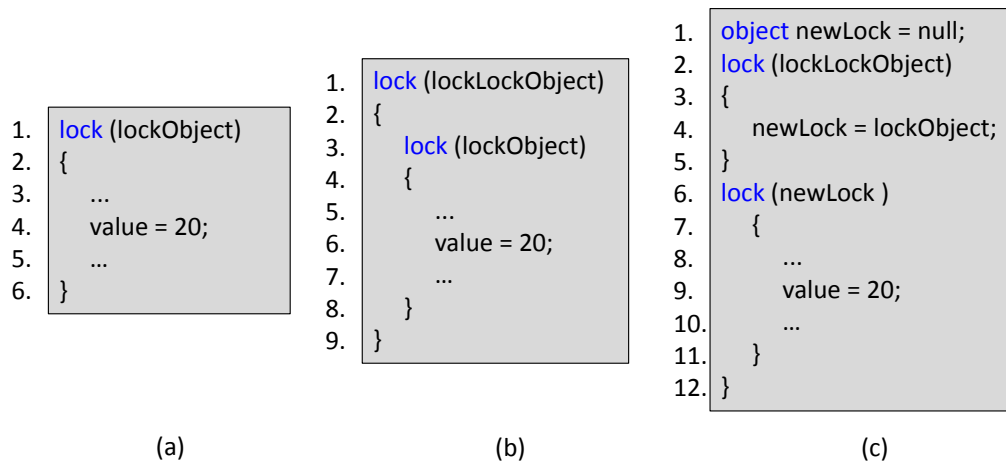 1. lock (lockObject)
2. {
3. ...
4. value = 20;
5. ...
6. }
(a)
1. lock (lockLockObject)
2. {
3. lock (lockObject)
4. {
5. ...
6. value = 20;
7. ...
8. }
9. }
(b)
1. object newLock = null;
2. lock (lockLockObject)
3. {
4. newLock = lockObject;
5. }
6. lock (newLock )
7. {
8. ...
9. value = 20;
10. ...
11. }
12. }
(c)